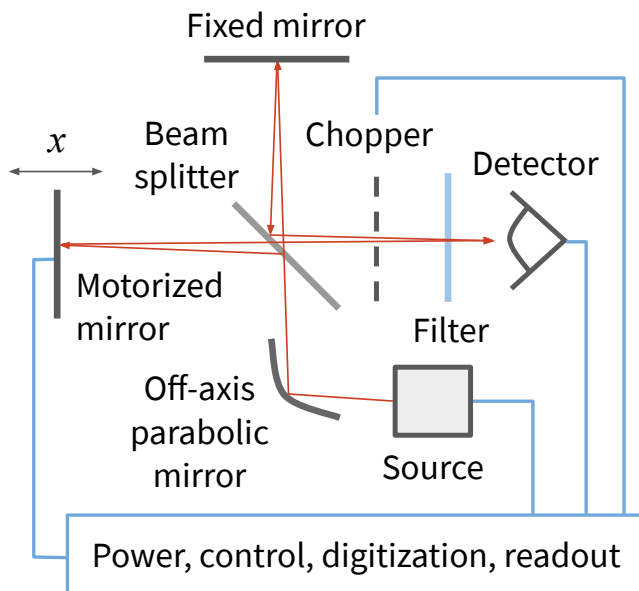 Fixed mirror
Beam
splitter
Chopper
Detector
x
Motorized
mirror
Filter
Off-axis
parabolic
mirror
Source
Power, control, digitization, readout